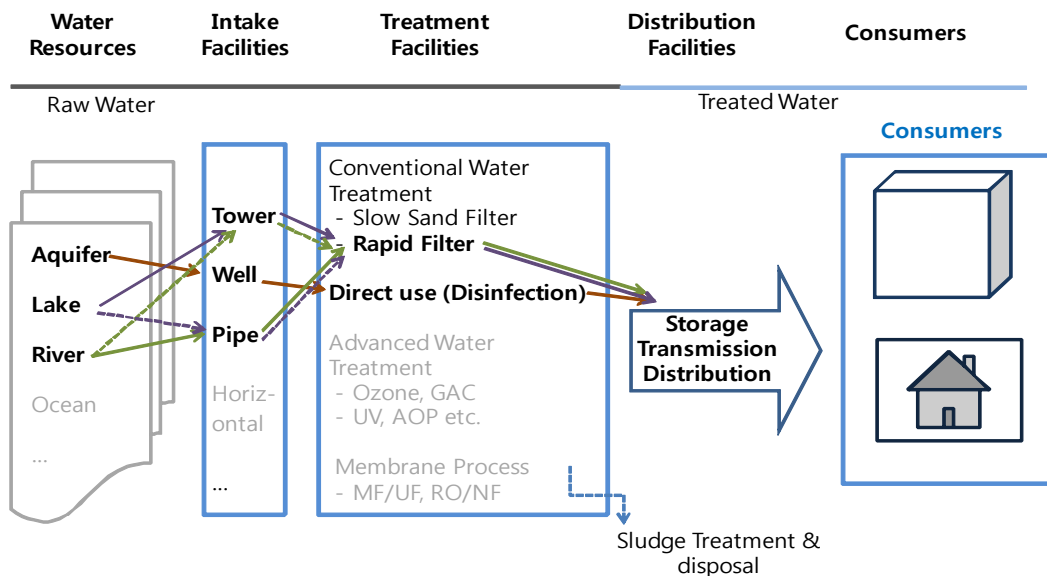 Water
Resources
Intake
Facilities
Treatment
Facilities
Distribution
Facilities
Consumers
Raw Water
Treated Water
Aquifer
Lake
River
Ocean
...
Tower
Well
Pipe
Horiz-
ontal
...
Conventional Water
Treatment
- Slow Sand Filter
- Rapid Filter
Direct use (Disinfection)
Advanced Water
Treatment
- Ozone, GAC
- UV, AOP etc.
Membrane Process
- MF/UF, RO/NF
Storage
Transmission
Distribution
Sludge Treatment &
disposal
Consumers